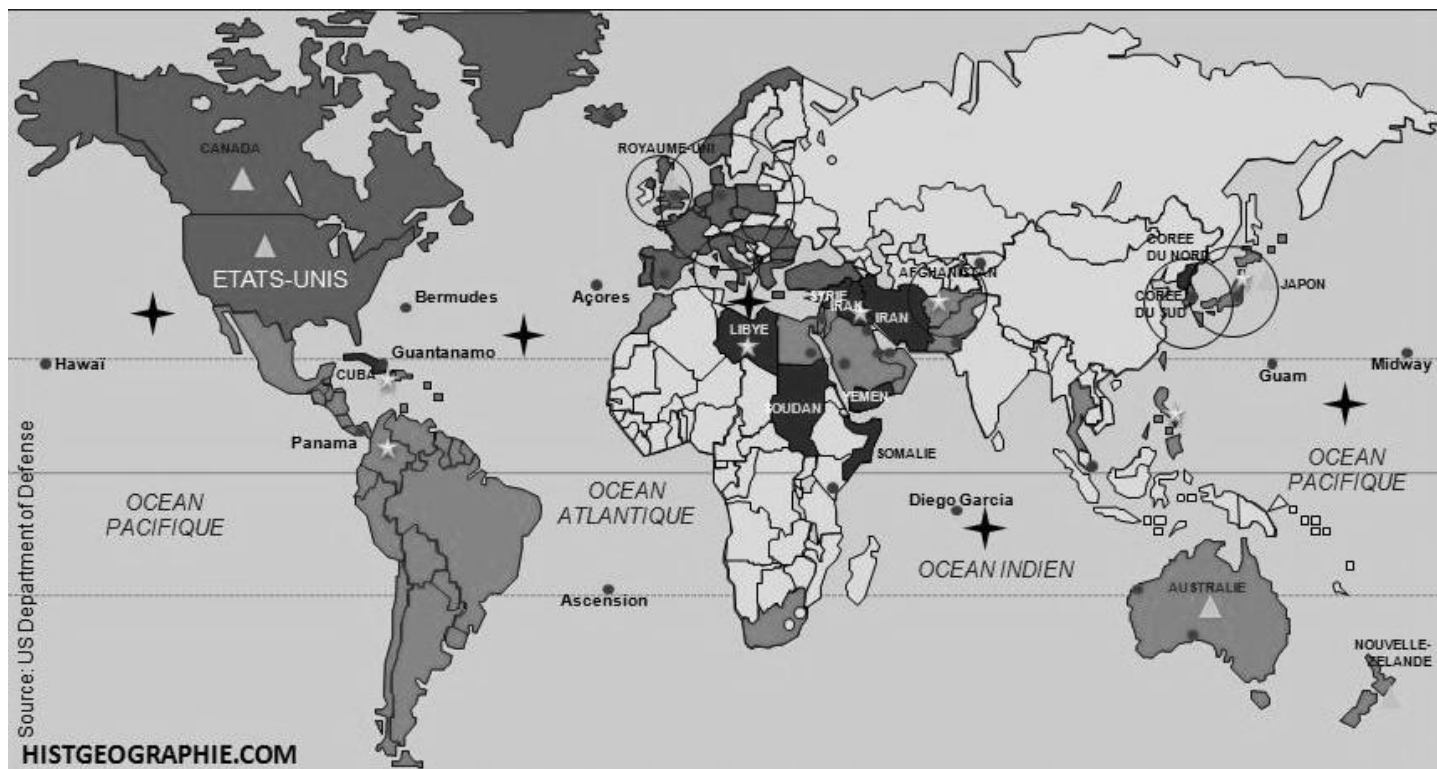 CANADA
ROYAUME-UNI
ETATS-UNIS
Bermudes
Açores
AFGHANISTAN
COREE
DU NORD
COREE
DU SUD
JAPON
SYRIE
IRAN
IRAN
LIBYE
Hawaï
Guantanamo
CUBA
Guam
Midway
Panama
SOUDAN
YEMEN
SOMALIE
OCEAN
PACIFIQUE
OCEAN
ATLANTIQUE
Diego Garcia
OCEAN
PACIFIQUE
OCEAN INDIEN
Ascension
AUSTRALIE
NOUVELLE-
ZELANDE
Source: US Department of Defense
HISTGEOGRAPHIE.COM